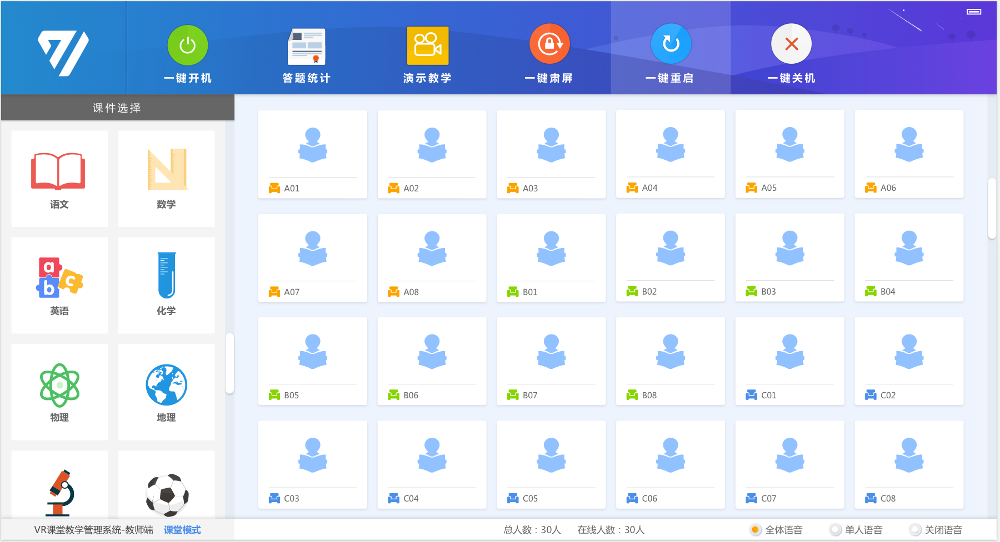 一键开机
答题统计
演示教学
一键肃屏
一键重启
一键关机
课件选择
语文
数学
a
b
c
英语
化学
物理
地理
A01
A02
A03
A04
A05
A06
A07
A08
B01
B02
B03
B04
B05
B06
B07
B08
C01
C02
C03
C04
C05
C06
C07
C08
VR课堂教学管理系统-教师端 课堂模式
总人数：30人 在线人数：30人
全体语音 单人语音 关闭语音